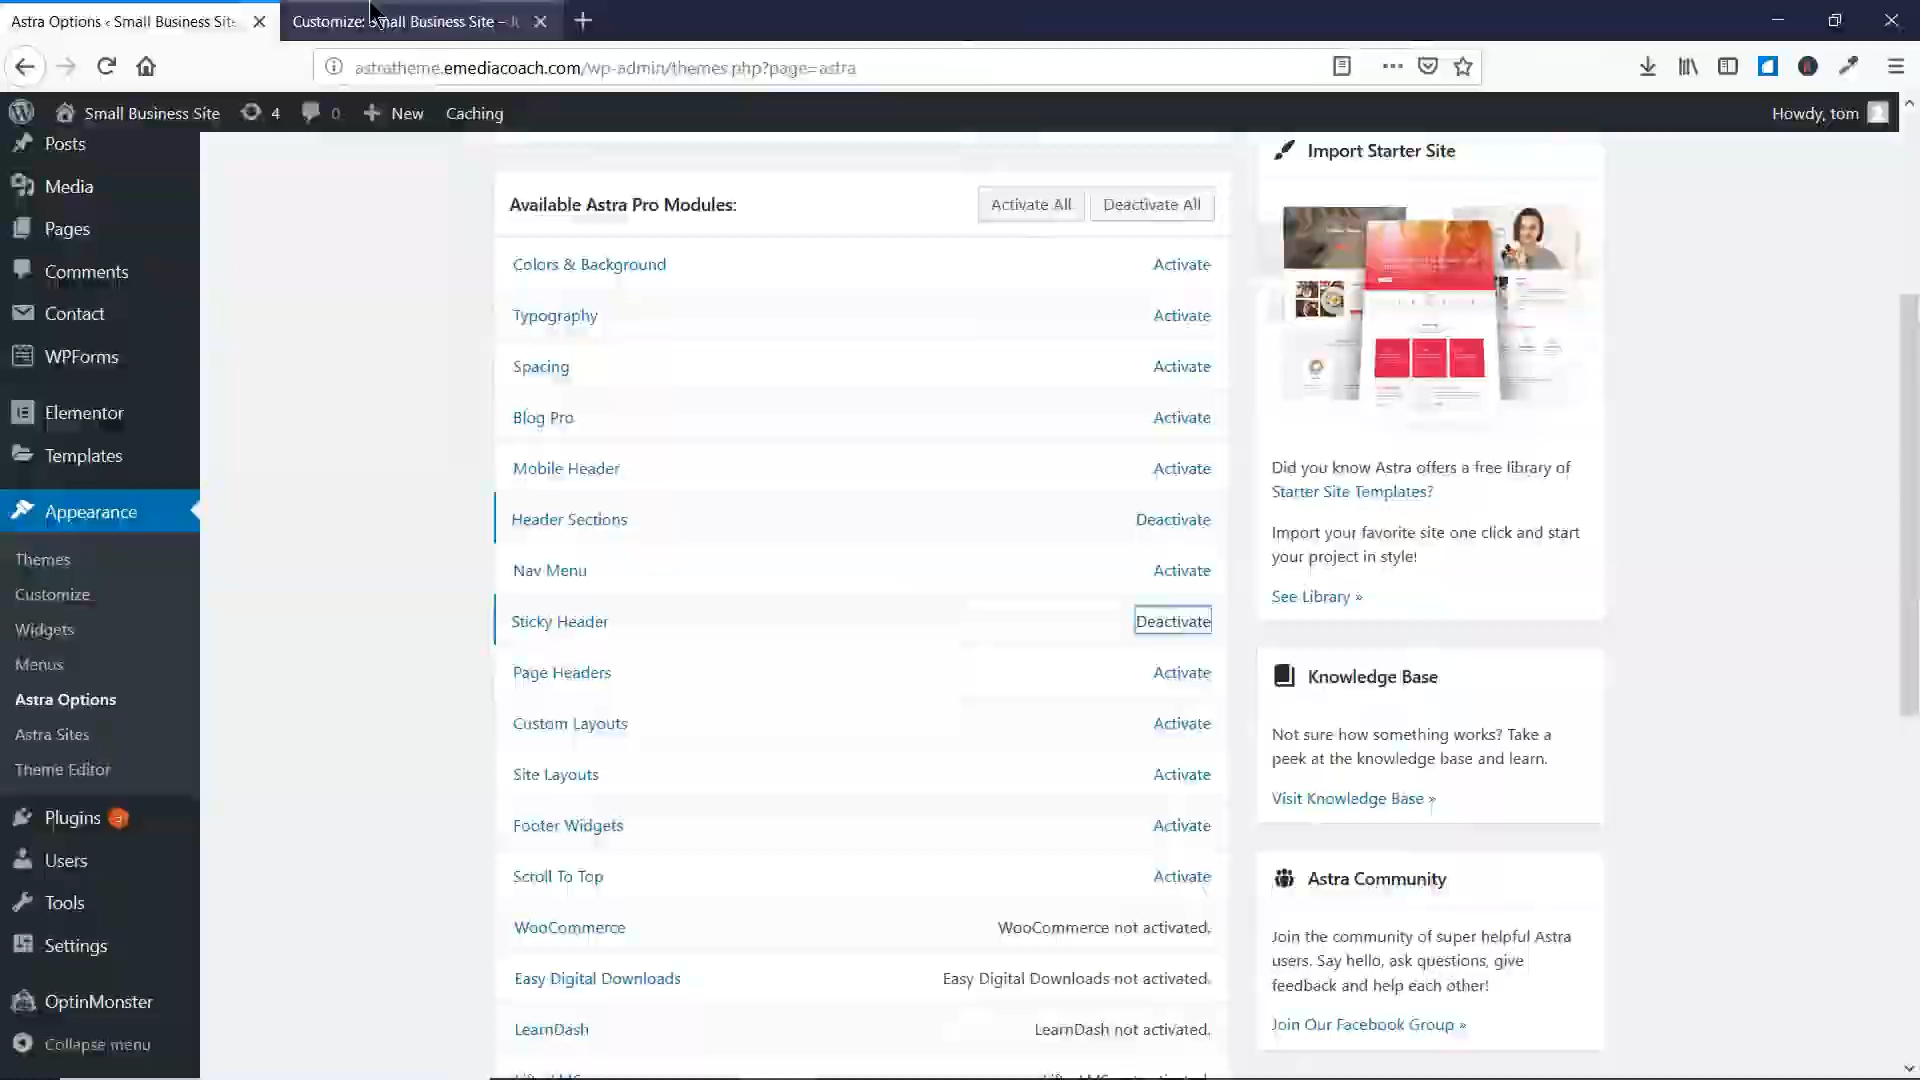 Astra Options ‹ Small Business Sit
Customize: Small Business Site –
astratheme.emediacoach.com/wp-admin/themes.php?page=astra
Small Business Site
4
0
New
Caching
Howdy, tom
Posts
Media
Pages
Comments
Contact
WPForms
Elementor
Templates
Appearance
Themes
Customize
Widgets
Menus
Astra Options
Astra Sites
Theme Editor
Plugins 3
Users
Tools
Settings
OptinMonster
Collapse menu
Available Astra Pro Modules:
Activate All
Deactivate All
Colors & Background Activate
Typography Activate
Spacing Activate
Blog Pro Activate
Mobile Header Activate
Header Sections Deactivate
Nav Menu Activate
Sticky Header Deactivate
Page Headers Activate
Custom Layouts Activate
Site Layouts Activate
Footer Widgets Activate
Scroll To Top Activate
WooCommerce WooCommerce not activated.
Easy Digital Downloads Easy Digital Downloads not activated.
LearnDash LearnDash not activated.
Import Starter Site
Did you know Astra offers a free library of
Starter Site Templates?
Import your favorite site one click and start
your project in style!
See Library »
Knowledge Base
Not sure how something works? Take a
peek at the knowledge base and learn.
Visit Knowledge Base »
Astra Community
Join the community of super helpful Astra
users. Say hello, ask questions, give
feedback and help each other!
Join Our Facebook Group »